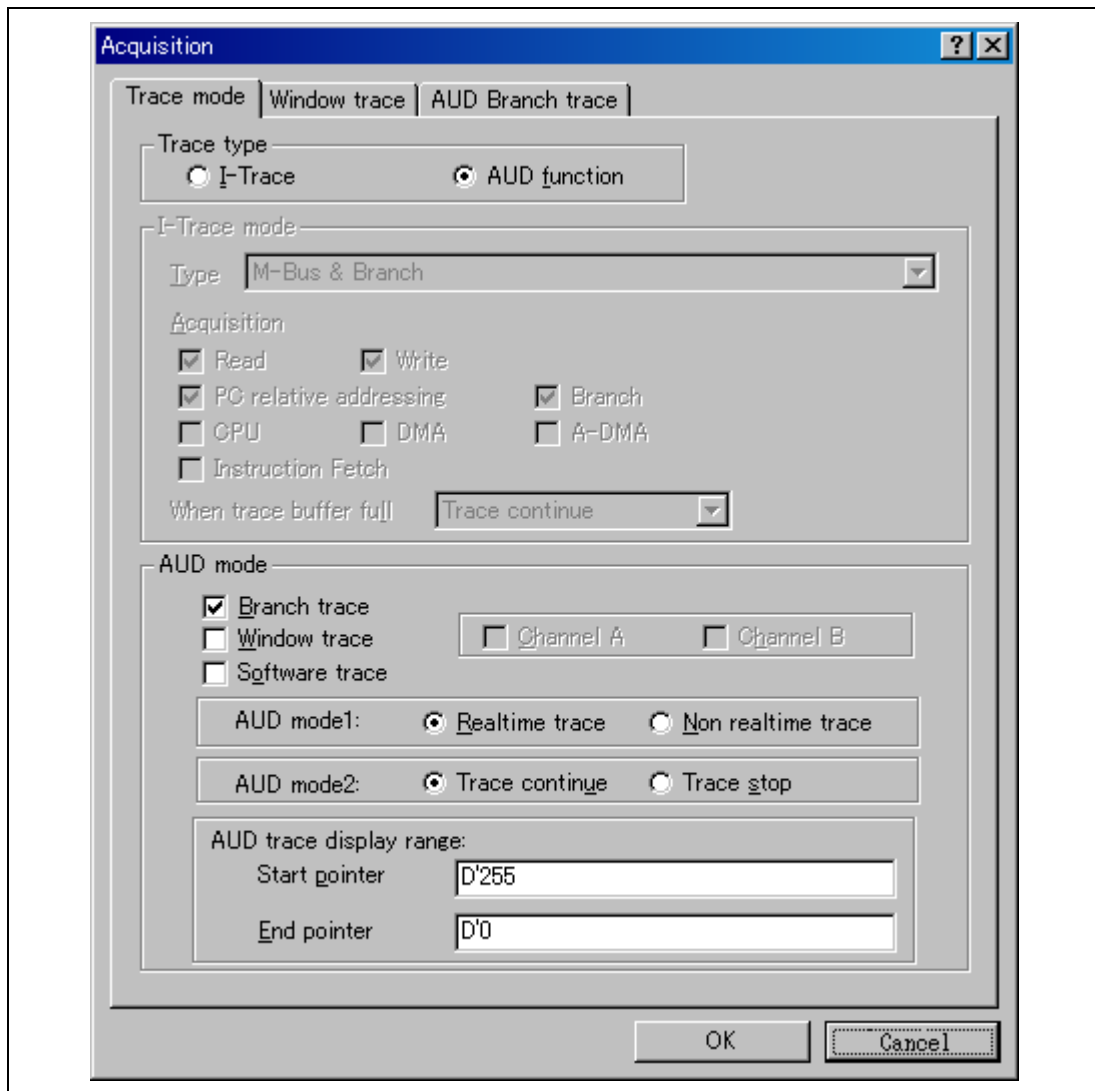 Acquisition
Trace mode Window trace AUD Branch trace
Trace type
I-Trace AUD function
I-Trace mode
Type M-Bus & Branch
Acquisition
Read Write
PC relative addressing Branch
CPU DMA A-DMA
Instruction Fetch
When trace buffer full Trace continue
AUD mode
Branch trace
Window trace Channel A Channel B
Software trace
AUD mode1: Realtime trace Non realtime trace
AUD mode2: Trace continue Trace stop
AUD trace display range:
Start pointer D'255
End pointer D'0
OK Cancel